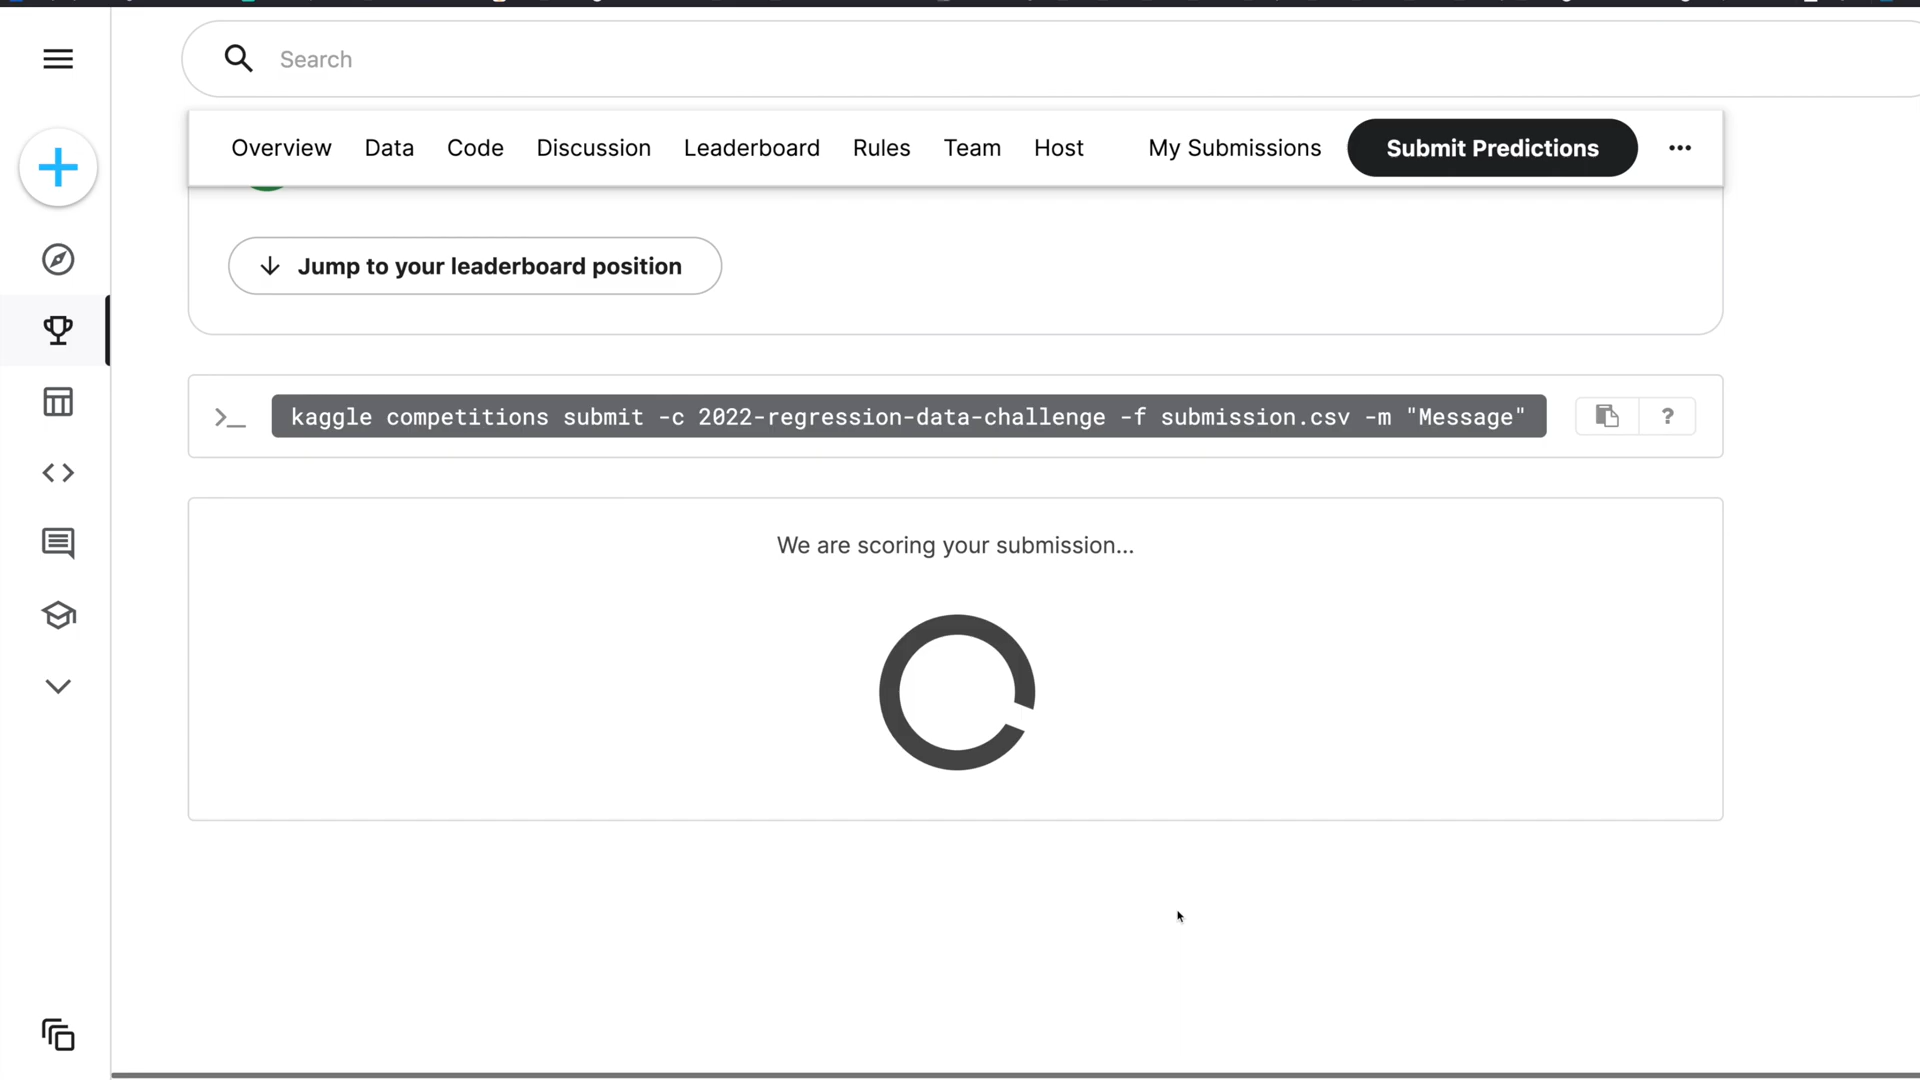 Search
Overview Data Code Discussion Leaderboard Rules Team Host My Submissions Submit Predictions
Jump to your leaderboard position
>_ kaggle competitions submit -c 2022-regression-data-challenge -f submission.csv -m "Message" ?
We are scoring your submission...